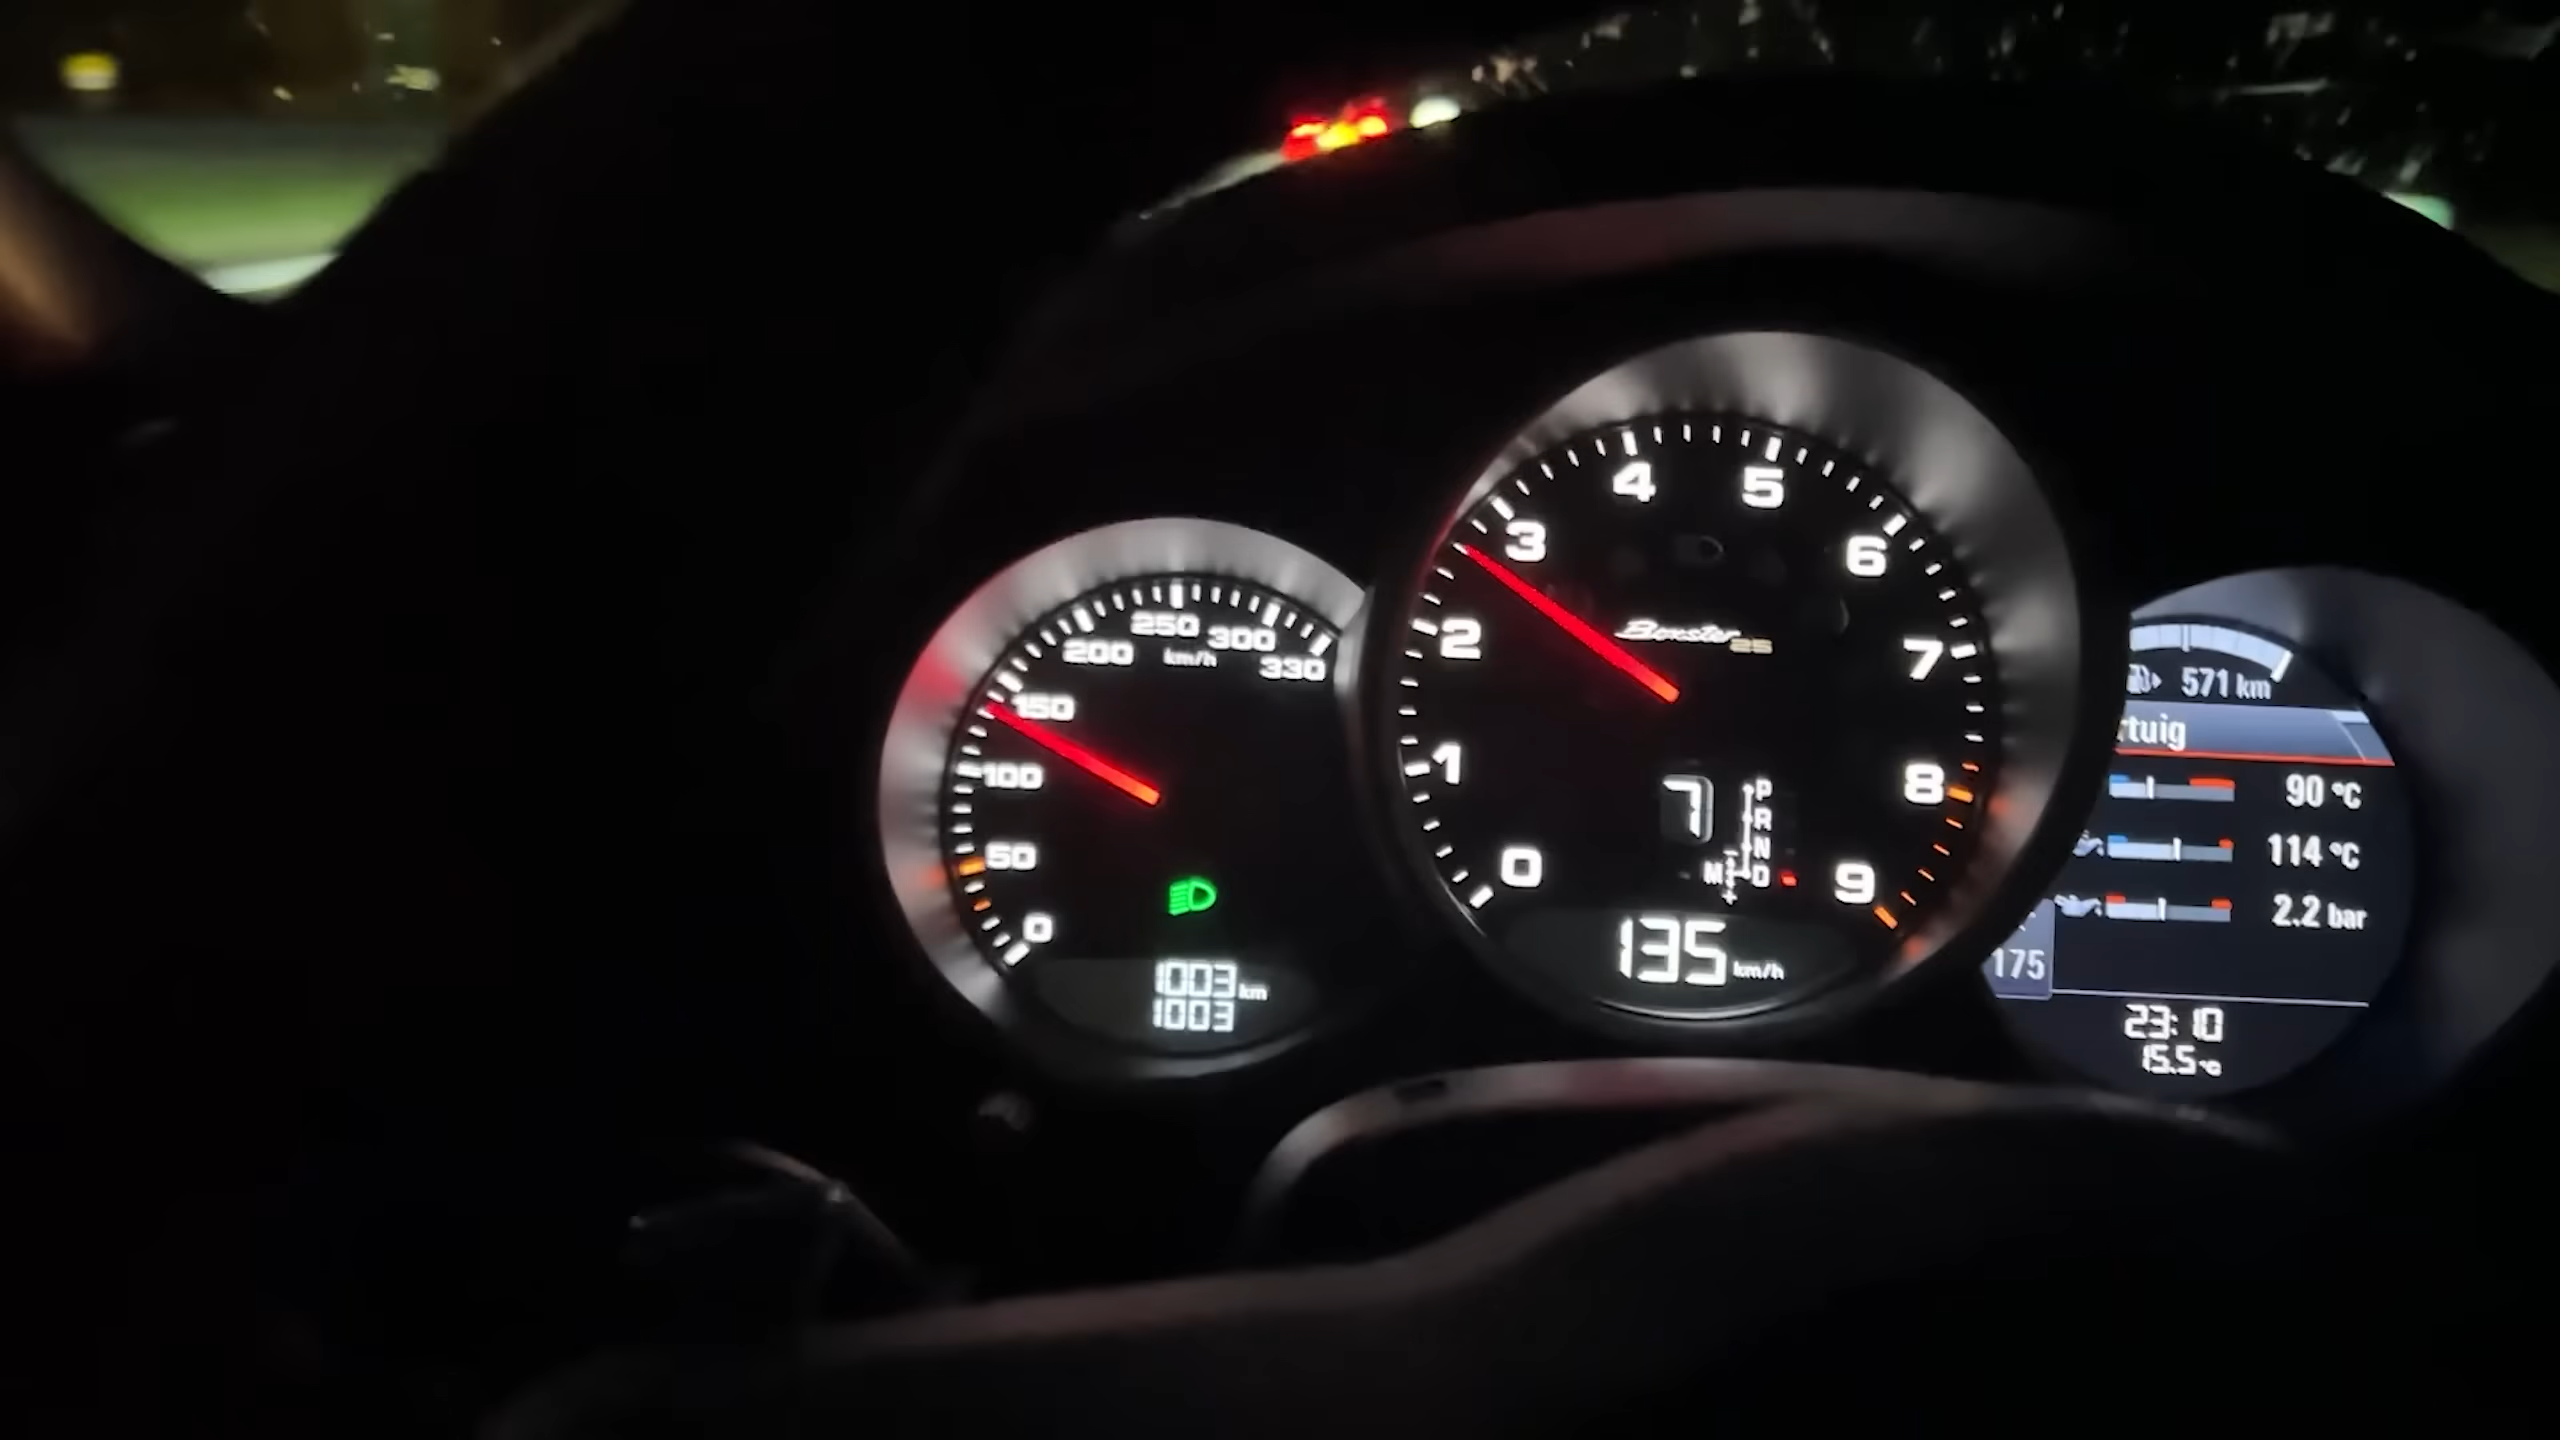 0
50
100
150
200
250
300
330
km/h
1003 km
1003
0
1
2
3
4
5
6
7
8
9
Boxster
25
7
P
R
N
M D
+
135 km/h
571 km
rtuig
90 °C
114 °C
2.2 bar
175
23:10
15.5 °C